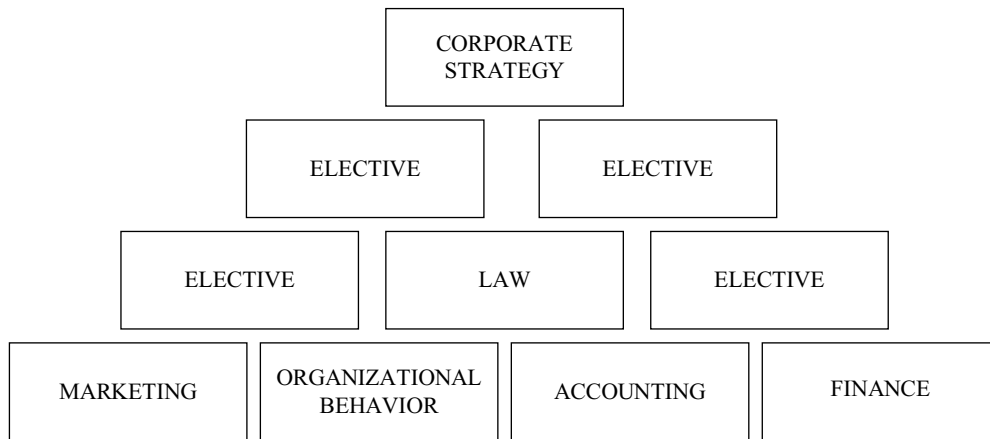 CORPORATE
STRATEGY
ELECTIVE
ELECTIVE
ELECTIVE
LAW
ELECTIVE
MARKETING
ORGANIZATIONAL
BEHAVIOR
ACCOUNTING
FINANCE